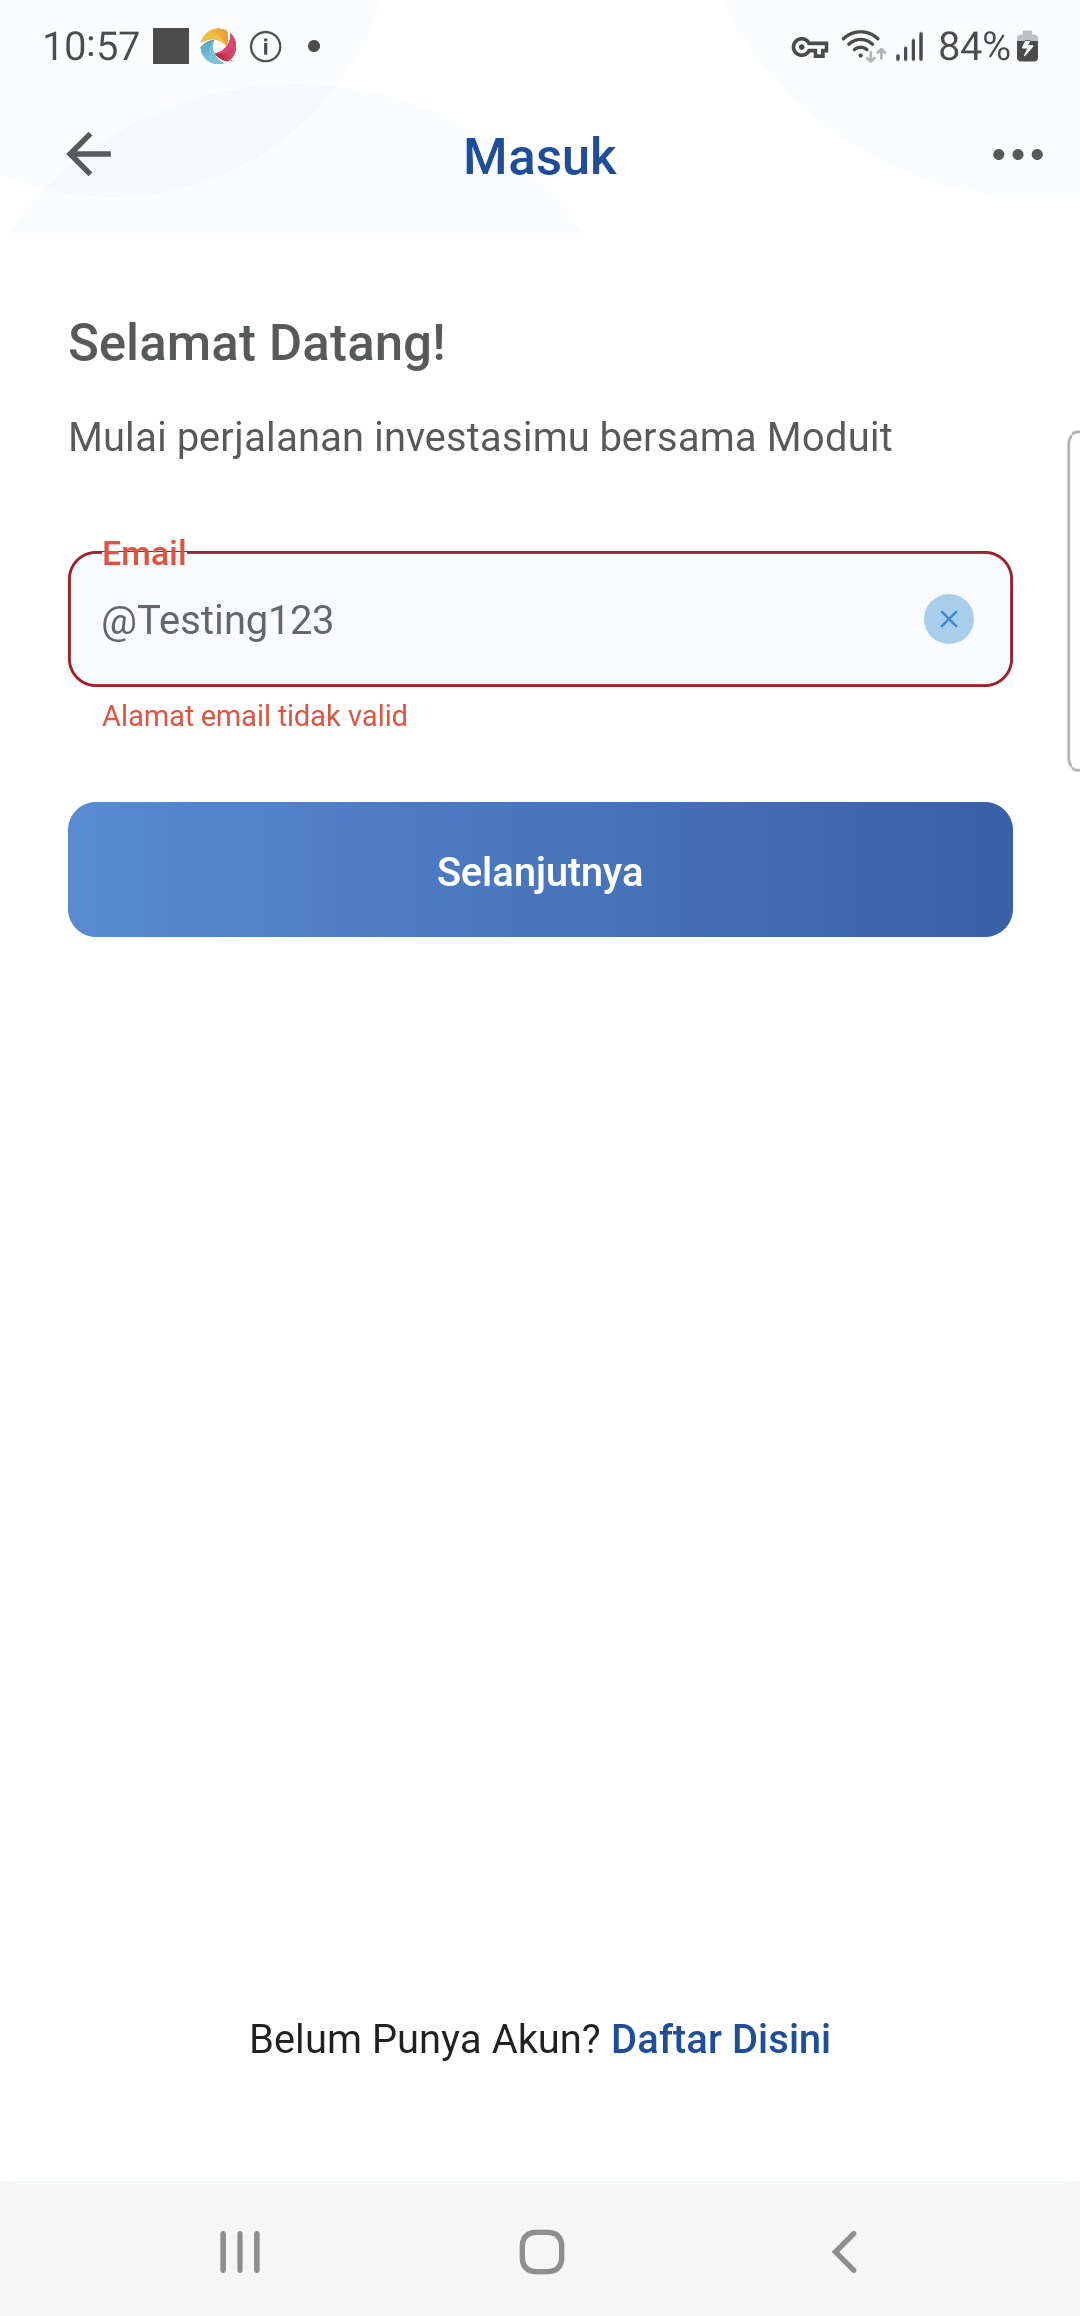 10:57
84%
Masuk
Selamat Datang!
Mulai perjalanan investasimu bersama Moduit
Email
@Testing123
Alamat email tidak valid
Selanjutnya
Belum Punya Akun? Daftar Disini